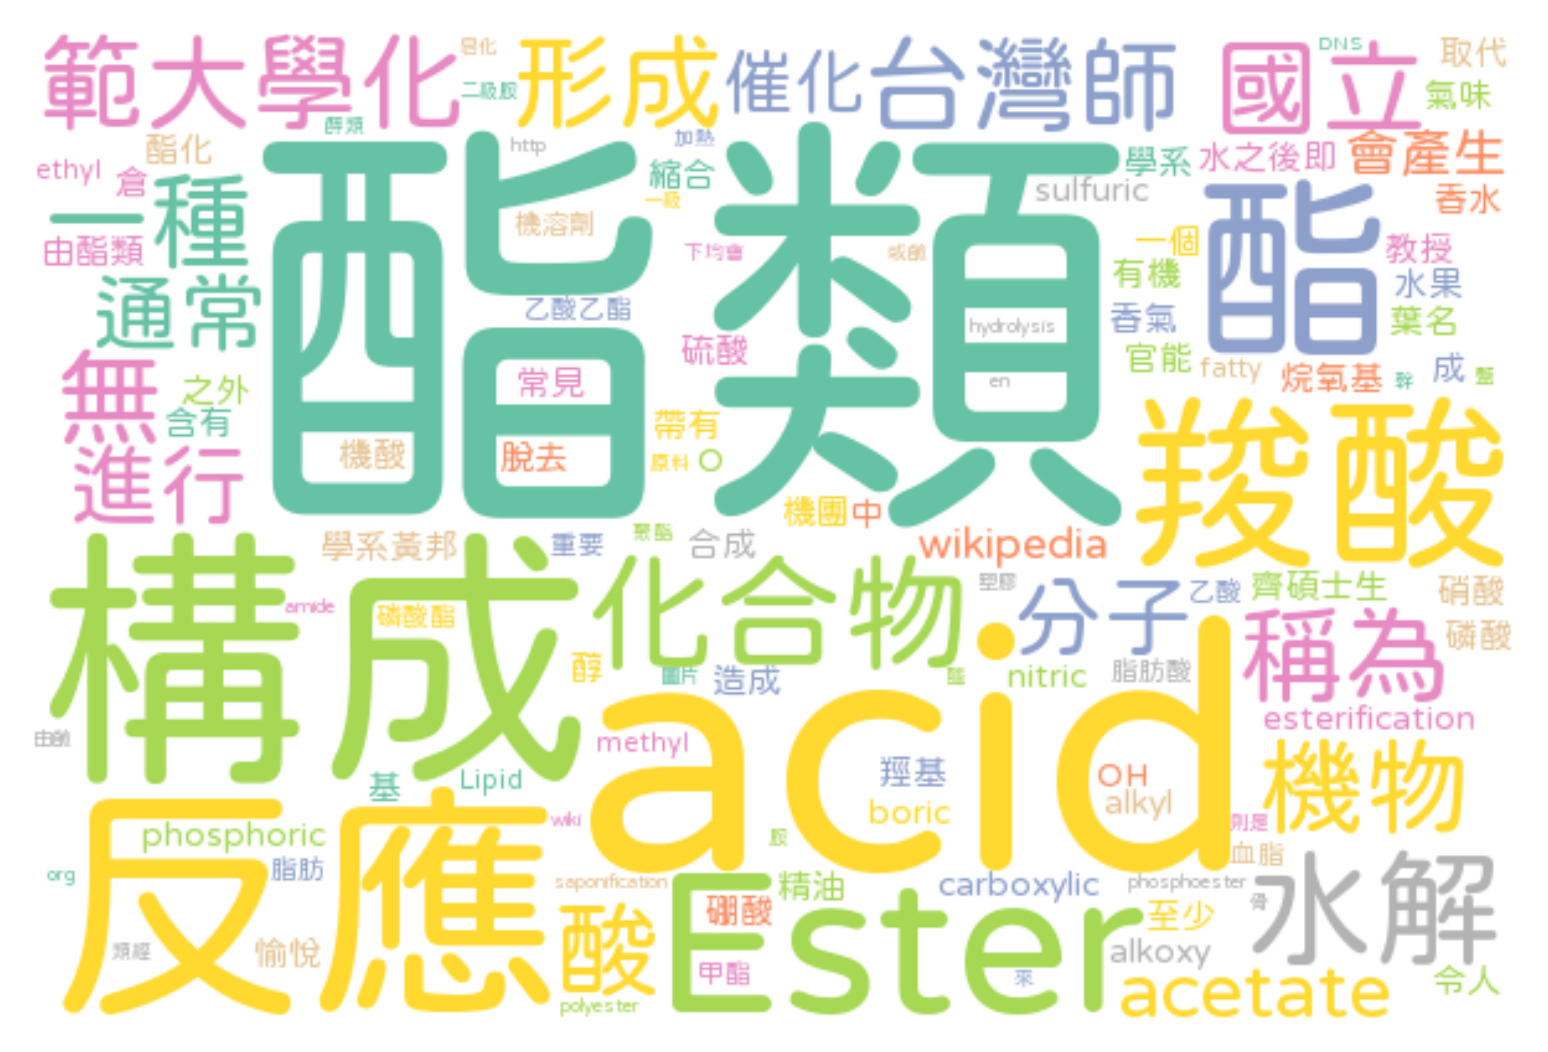 範大學化
易化
二級胺
形成
催化
台灣師
國立
DNS
取代
氣味
醇類
酯化
ethyl
倉
一種
由酯類
通常
http
加熱
縮合
一級
機溶劑
下均會
或鹼
酯類
學系
水之後即
會產生
sulfuric
香水
一個
酯
教授
有機
水果
乙酸乙酯
香氣
葉名
hydrolysis
硫酸
官能
fatty
烷氧基
成
幹
en
無
之外
含有
常見
帶有
羧酸
進行
機酸
脫去
原料
O
機團
中
學系黃邦
重要
聚酯
合成
wikipedia
構成
化合物
塑膠
分子
乙酸
齊碩士生
硝酸
amide
磷酸酯
稱為
磷酸
醇
圖片
造成
nitric
脂肪酸
acid
esterification
由鹼
methyl
基
Lipid
羥基
OH
機物
反應
phosphoric
wiki
boric
alkyl
則是
胺
血脂
org
脂肪
saponification
精油
carboxylic
phosphoester
水解
酸
Ester
硼酸
至少
骨
類經
愉悅
甲酯
alkoxy
來
acetate
令人
polyester